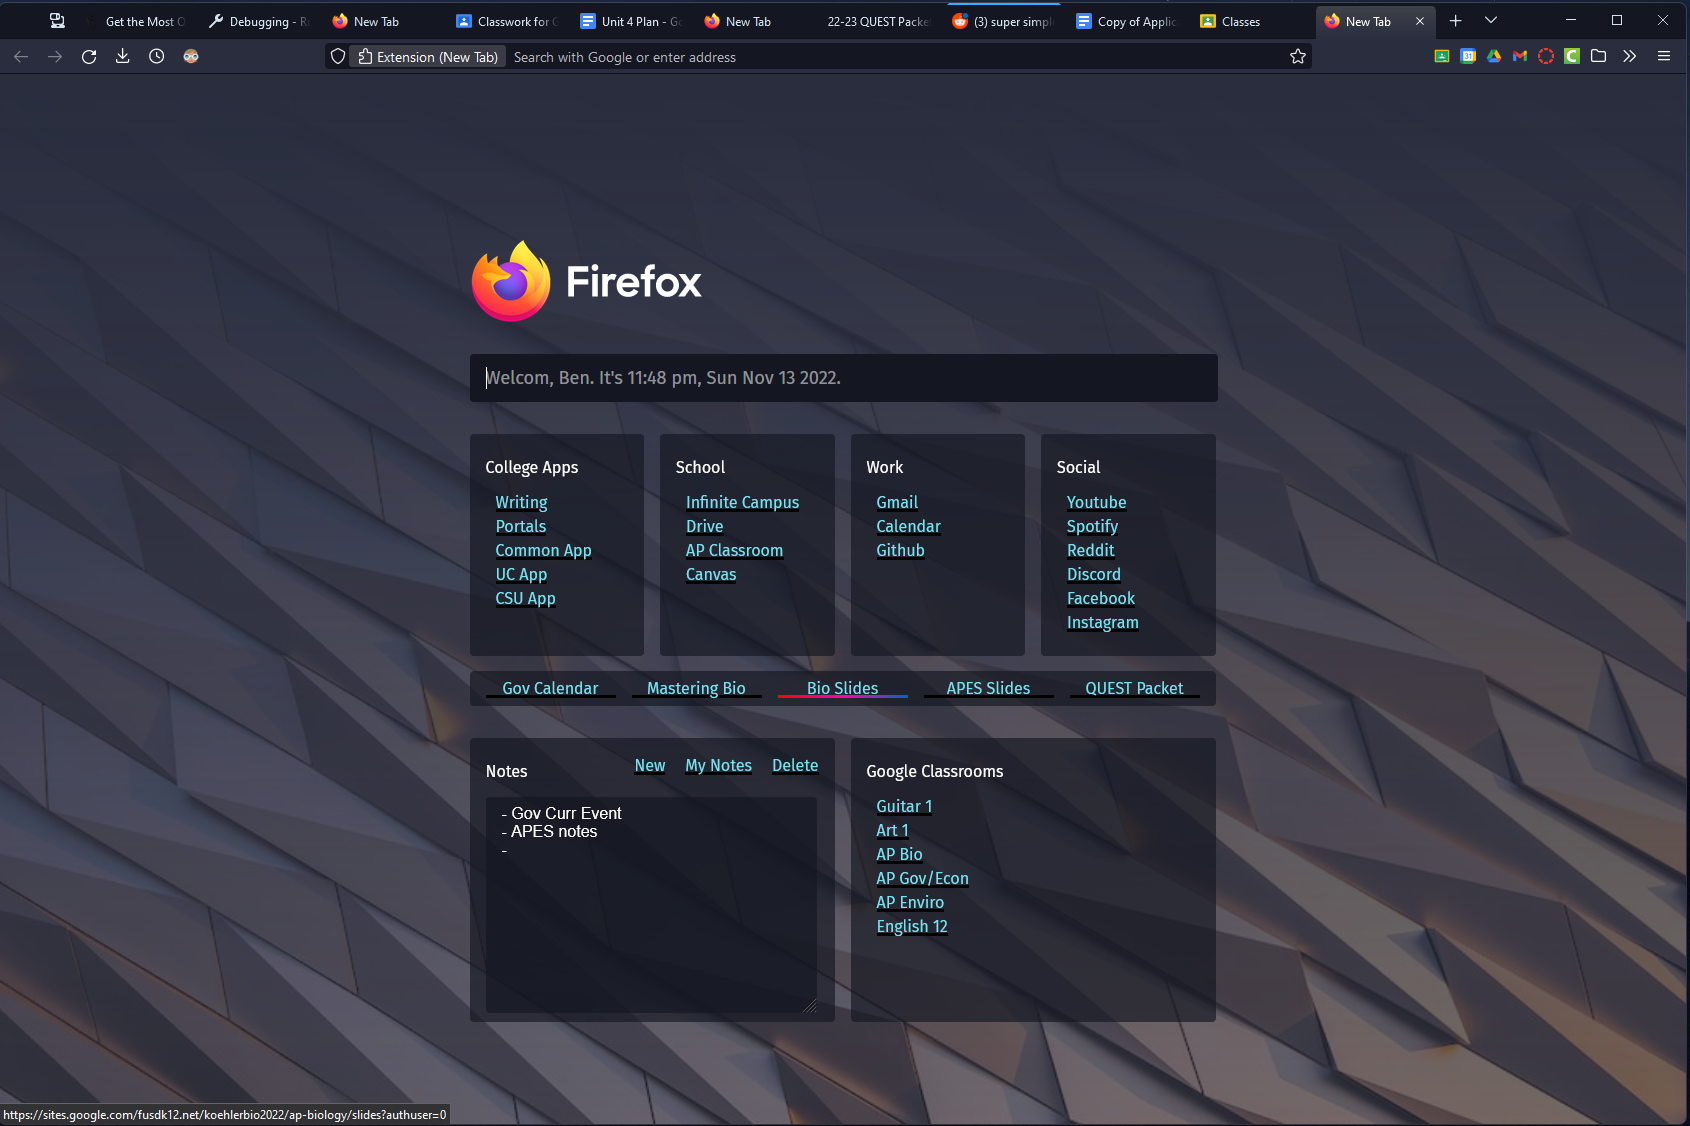 Get the Most O
Debugging - Ru
New Tab
Classwork for G
Unit 4 Plan - Go
New Tab
22-23 QUEST Packet
(3) super simple
Copy of Applic
Classes
New Tab
Extension (New Tab)
Search with Google or enter address
31
Firefox
Welcom, Ben. It's 11:48 pm, Sun Nov 13 2022.
College Apps
Writing
Portals
Common App
UC App
CSU App
School
Infinite Campus
Drive
AP Classroom
Canvas
Work
Gmail
Calendar
Github
Social
Youtube
Spotify
Reddit
Discord
Facebook
Instagram
Gov Calendar
Mastering Bio
Bio Slides
APES Slides
QUEST Packet
Notes
New
My Notes
Delete
- Gov Curr Event
- APES notes
-
Google Classrooms
Guitar 1
Art 1
AP Bio
AP Gov/Econ
AP Enviro
English 12
https://sites.google.com/fusdk12.net/koehlerbio2022/ap-biology/slides?authuser=0